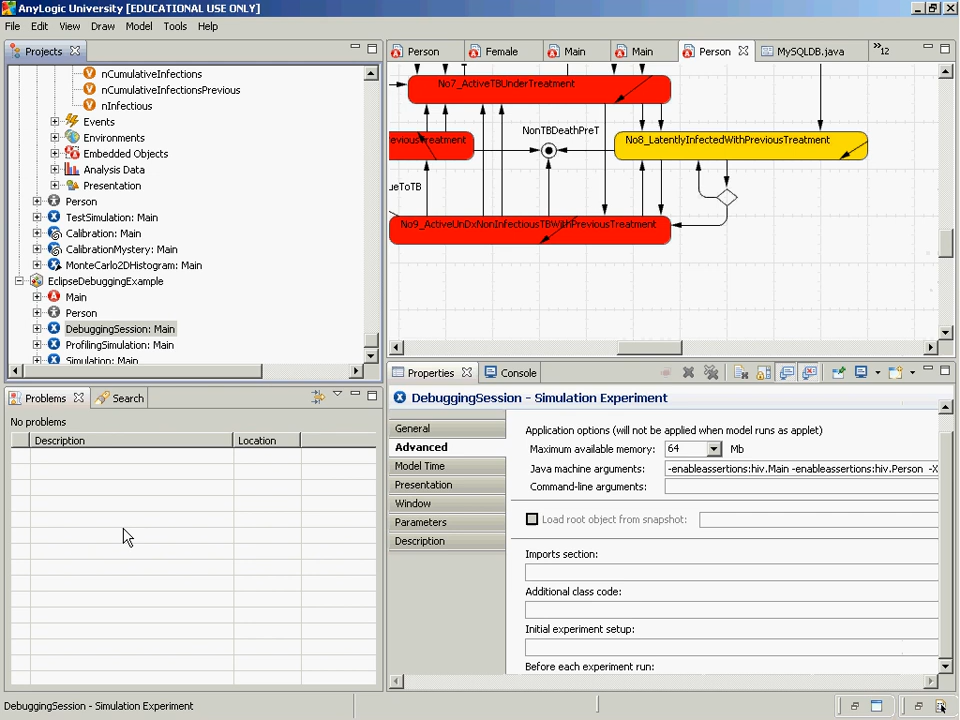 AnyLogic University [EDUCATIONAL USE ONLY]
File Edit View Draw Model Tools Help
Projects
nCumulativeInfections
nCumulativeInfectionsPrevious
nInfectious
Events
Environments
Embedded Objects
Analysis Data
Presentation
Person
TestSimulation: Main
Calibration: Main
CalibrationMystery: Main
MonteCarlo2DHistogram: Main
EclipseDebuggingExample
Main
Person
DebuggingSession: Main
ProfilingSimulation: Main
Simulation: Main
Person Female Main Main Person MySQLDB.java »12
No7_ActiveTBUnderTreatment
NonTBDeathPreT
eviousTreatment
No8_LatentlyInfectedWithPreviousTreatment
ueToTB
No9_ActiveUnDxNonInfectiousTBWithPreviousTreatment
Problems Search
No problems
Description Location
Properties Console
DebuggingSession - Simulation Experiment
General
Advanced
Model Time
Presentation
Window
Parameters
Description
Application options (will not be applied when model runs as applet)
Maximum available memory: 64 Mb
Java machine arguments: -enableassertions:hiv.Main -enableassertions:hiv.Person -X
Command-line arguments:
Load root object from snapshot:
Imports section:
Additional class code:
Initial experiment setup:
Before each experiment run:
DebuggingSession - Simulation Experiment